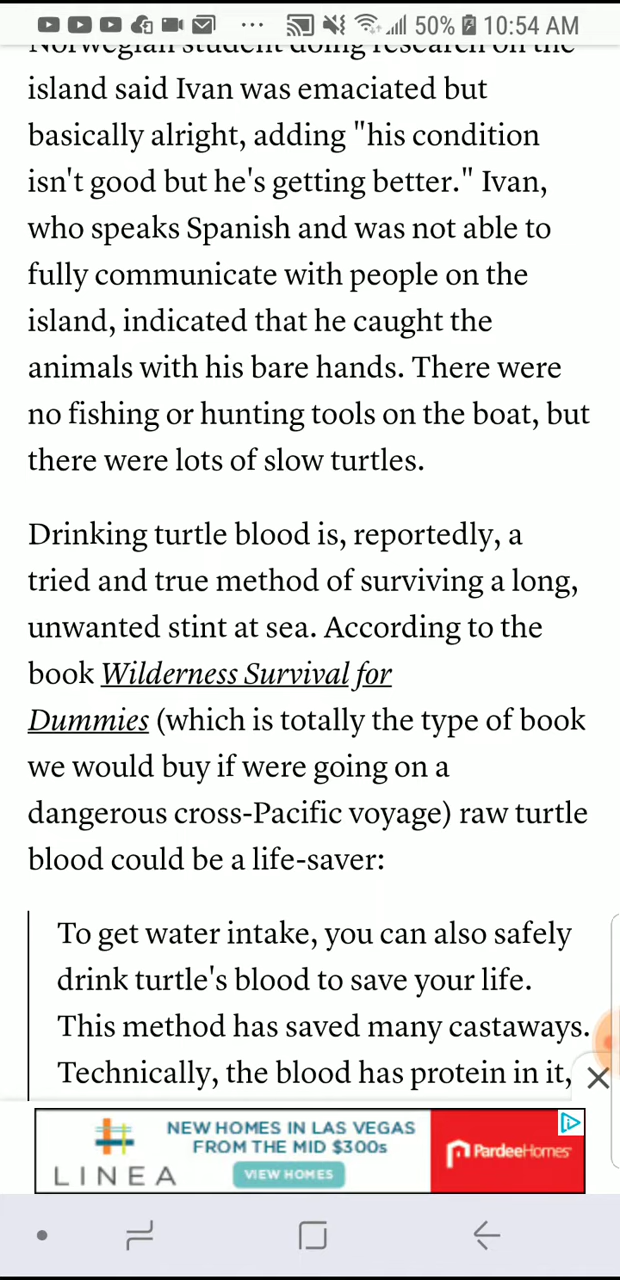 50% 10:54 AM
Norwegian student doing research on the
island said Ivan was emaciated but
basically alright, adding "his condition
isn't good but he's getting better." Ivan,
who speaks Spanish and was not able to
fully communicate with people on the
island, indicated that he caught the
animals with his bare hands. There were
no fishing or hunting tools on the boat, but
there were lots of slow turtles.
Drinking turtle blood is, reportedly, a
tried and true method of surviving a long,
unwanted stint at sea. According to the
book Wilderness Survival for
Dummies (which is totally the type of book
we would buy if were going on a
dangerous cross-Pacific voyage) raw turtle
blood could be a life-saver:
To get water intake, you can also safely
drink turtle's blood to save your life.
This method has saved many castaways.
Technically, the blood has protein in it,
NEW HOMES IN LAS VEGAS
FROM THE MID $300s
VIEW HOMES
LINEA
PardeeHomes